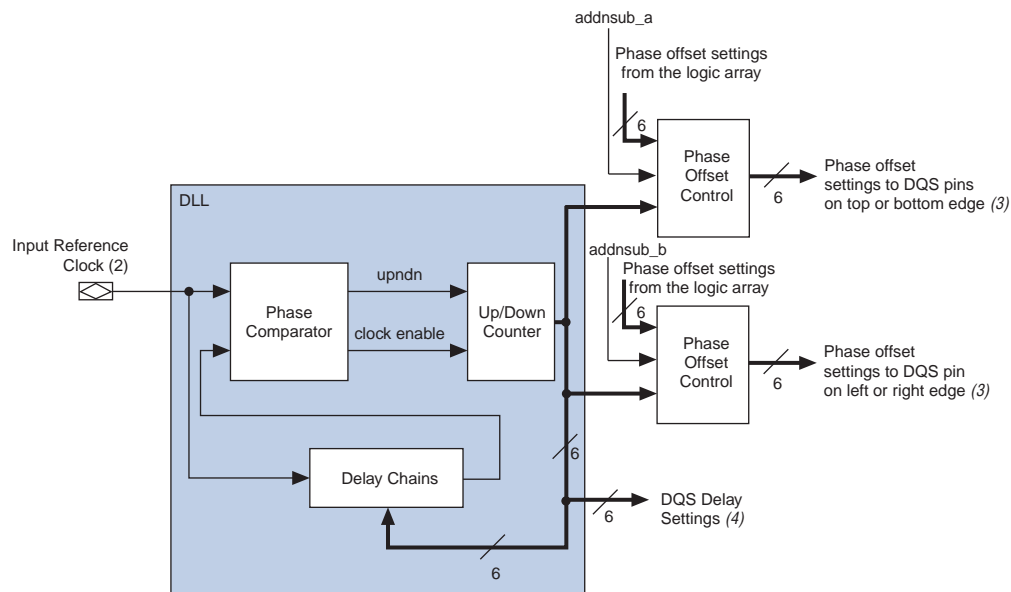 addnsub_a
Phase offset settings
from the logic array
6
Phase
Offset
Control
6
Phase offset
settings to DQS pins
on top or bottom edge (3)
DLL
Input Reference
Clock (2)
Phase
Comparator
upndn
clock enable
Up/Down
Counter
addnsub_b
Phase offset settings
from the logic array
6
Phase
Offset
Control
6
Phase offset
settings to DQS pin
on left or right edge (3)
6
Delay Chains
6
DQS Delay
Settings (4)
6